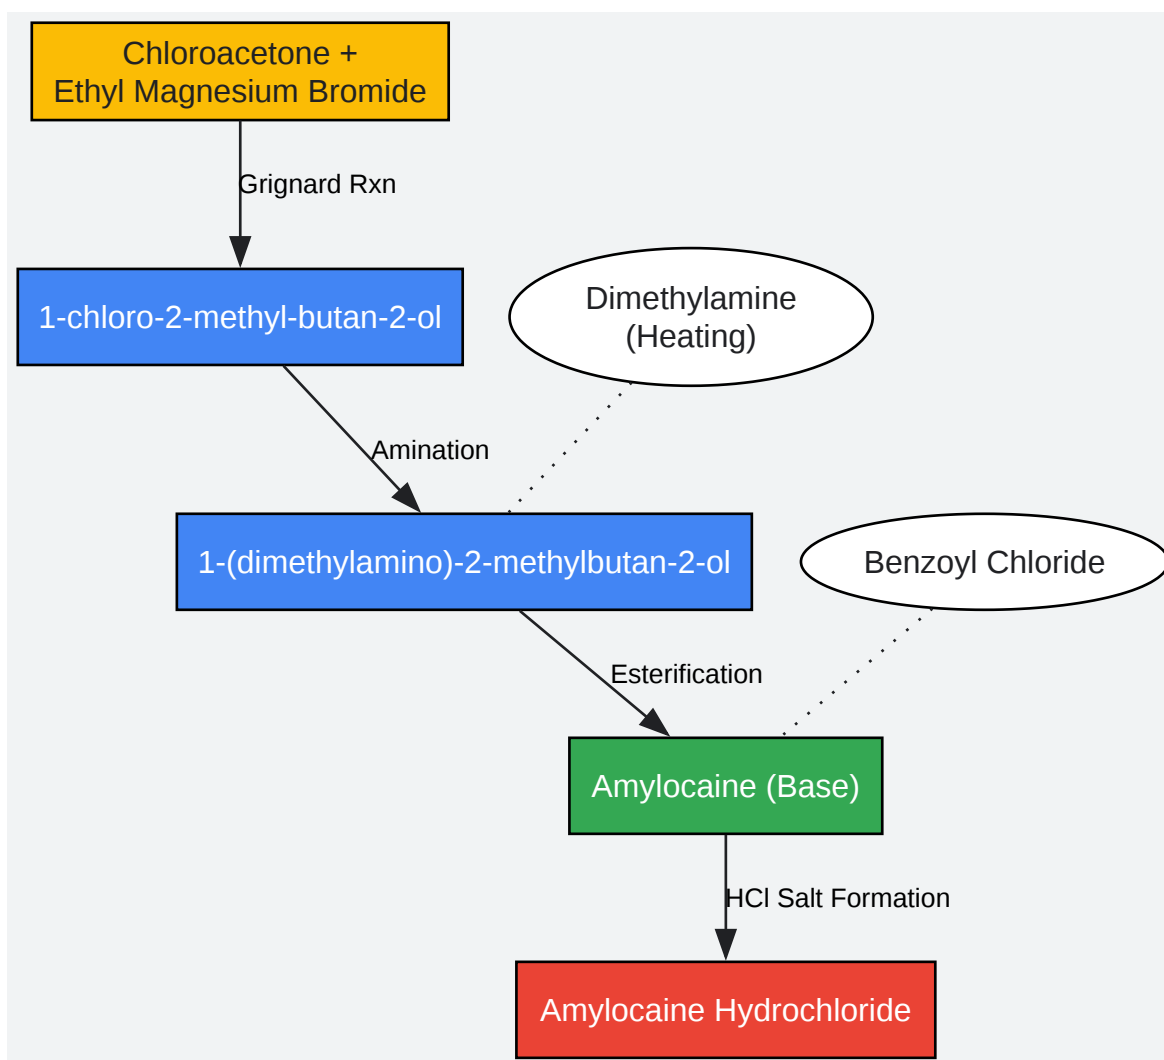 Chloroacetone +
Ethyl Magnesium Bromide
Grignard Rxn
1-chloro-2-methyl-butan-2-ol
Dimethylamine
(Heating)
Amination
1-(dimethylamino)-2-methylbutan-2-ol
Benzoyl Chloride
Esterification
Amylocaine (Base)
HCl Salt Formation
Amylocaine Hydrochloride